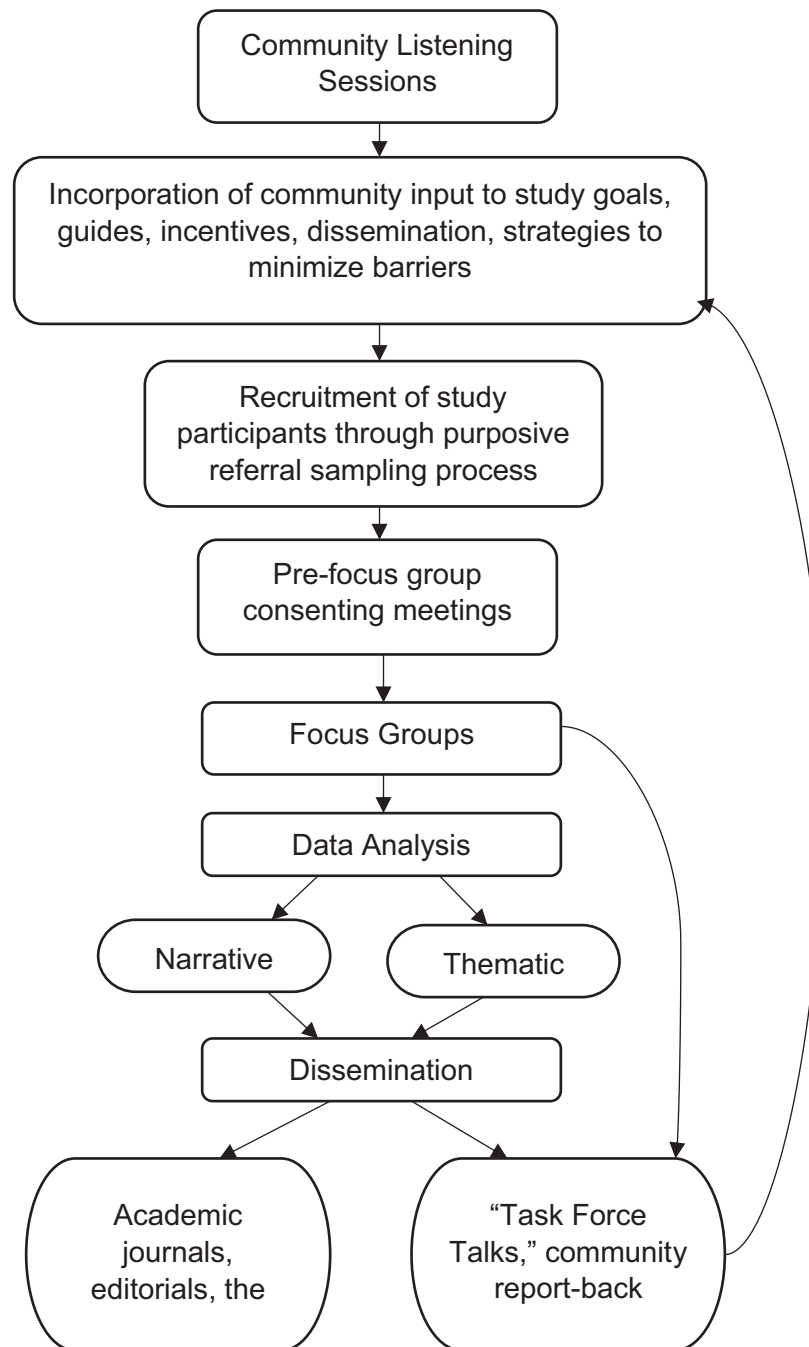 Community Listening
Sessions
Incorporation of community input to study goals,
guides, incentives, dissemination, strategies to
minimize barriers
Recruitment of study
participants through purposive
referral sampling process
Pre-focus group
consenting meetings
Focus Groups
Data Analysis
Narrative
Thematic
Dissemination
Academic
journals,
editorials, the
“Task Force
Talks,” community
report-back